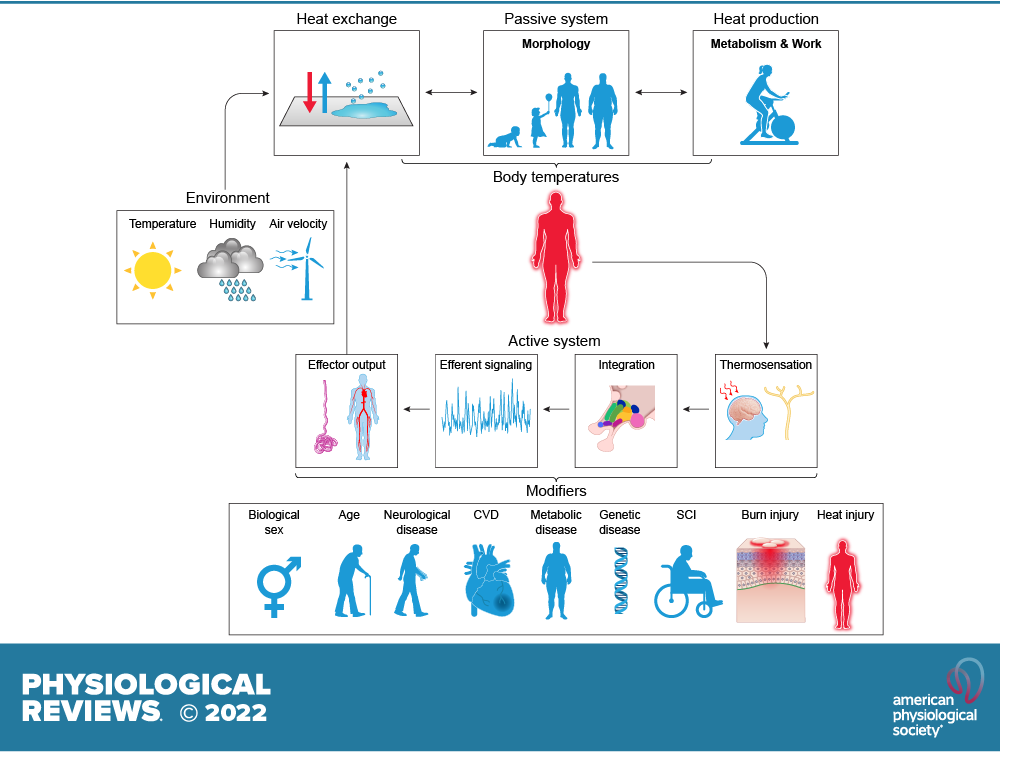 Heat exchange
Passive system
Heat production
Morphology
Metabolism & Work
Body temperatures
Environment
Temperature
Humidity
Air velocity
Active system
Effector output
Efferent signaling
Integration
Thermosensation
Modifiers
Biological
sex
Age
Neurological
disease
CVD
Metabolic
disease
Genetic
disease
SCI
Burn injury
Heat injury
PHYSIOLOGICAL
REVIEWS. © 2022
american
physiological
society